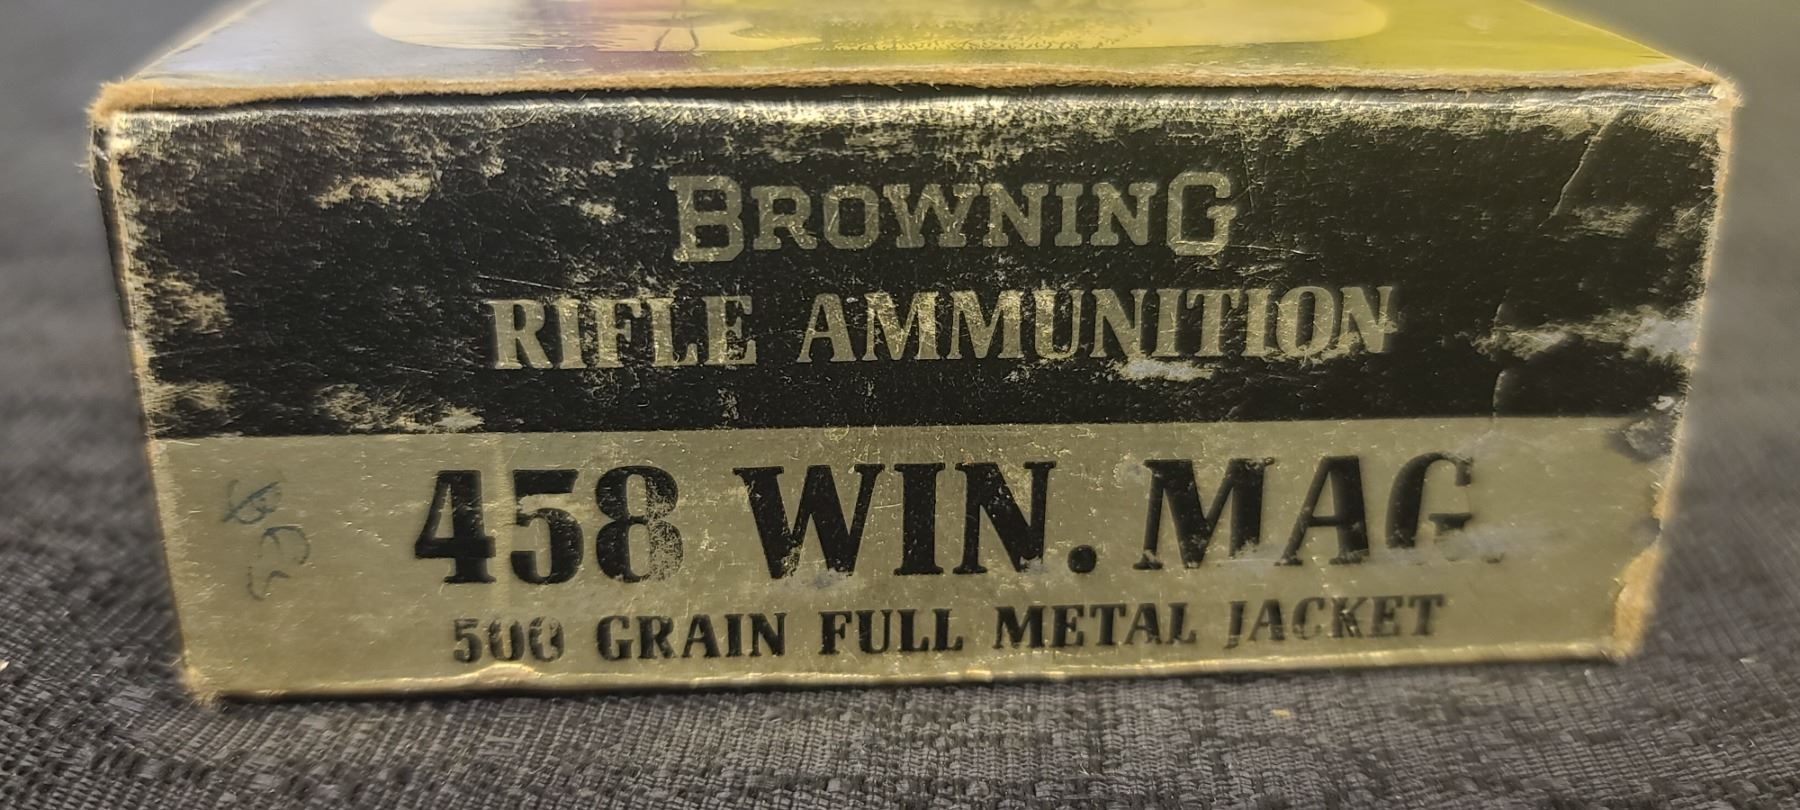 BROWNING
RIFLE AMMUNITION
458 WIN. MAG.
500 GRAIN FULL METAL JACKET